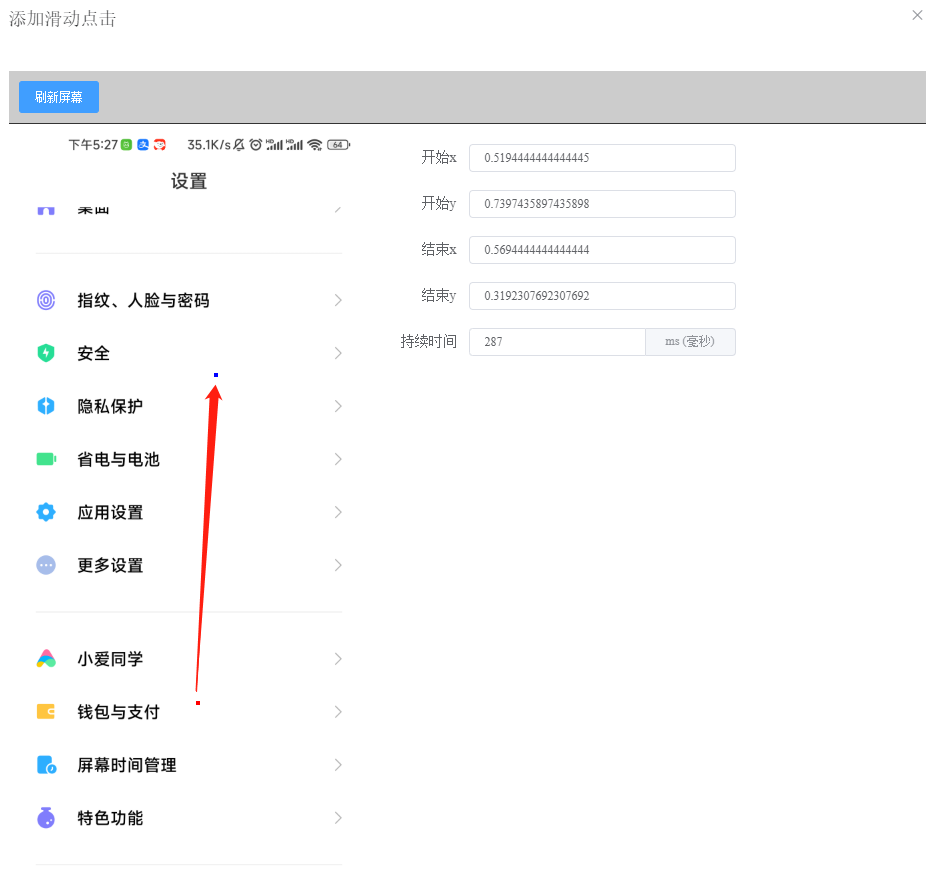 添加滑动点击
刷新屏幕
下午5:27 35.1K/s HD HD 64
设置
桌面
指纹、人脸与密码
安全
隐私保护
省电与电池
应用设置
更多设置
小爱同学
钱包与支付
屏幕时间管理
特色功能
开始x 0.5194444444444445
开始y 0.7397435897435898
结束x 0.5694444444444444
结束y 0.3192307692307692
持续时间 287 ms (毫秒)